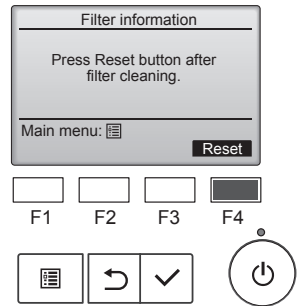 Filter information
Press Reset button after
filter cleaning.
Main menu:
Reset
F1 F2 F3 F4